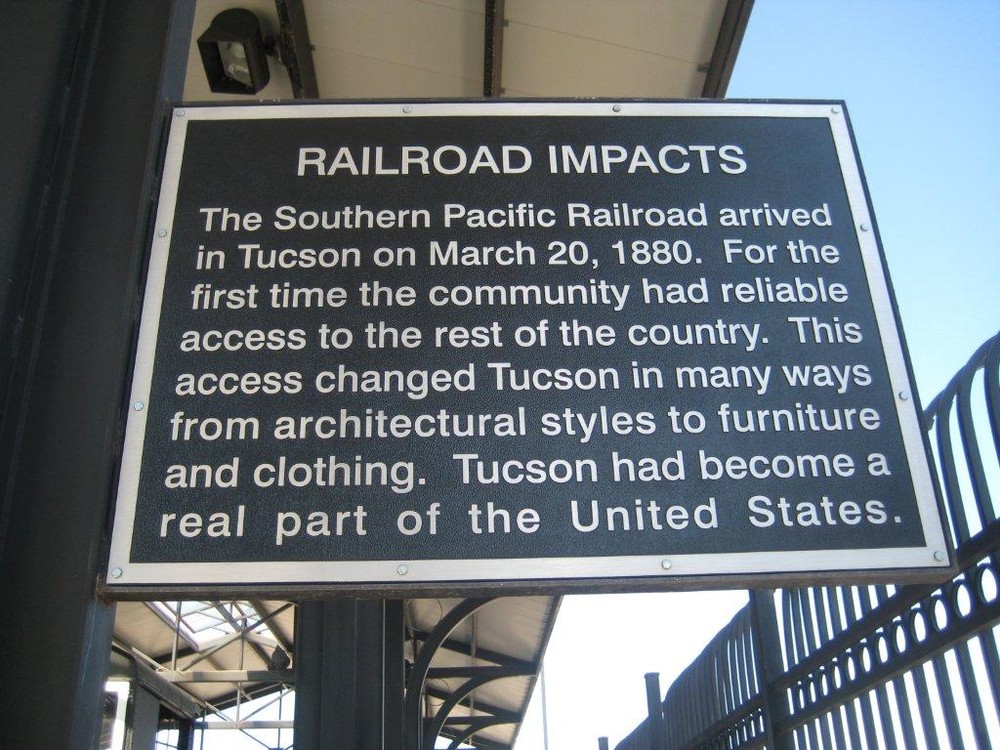 RAILROAD IMPACTS
The Southern Pacific Railroad arrived
in Tucson on March 20, 1880. For the
first time the community had reliable
access to the rest of the country. This
access changed Tucson in many ways
from architectural styles to furniture
and clothing. Tucson had become a
real part of the United States.